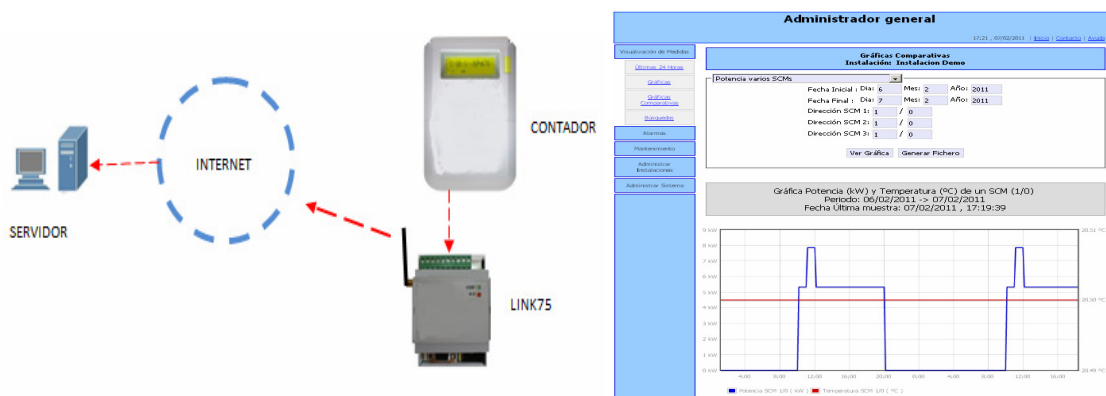 INTERNET
SERVIDOR
CONTADOR
LINK75
Administrador general
17:21 , 07/02/2011 | Inicio | Contacto | Ayuda
Visualización de Medidas
Últimas 24 Horas
Gráficas
Gráficas
Comparativas
Búsquedas
Alarmas
Mantenimiento
Administrar
Instalaciones
Administrar Sistema
Gráficas Comparativas
Instalación: Instalacion Demo
Potencia varios SCMs
Fecha Inicial : Dia: 6 Mes: 2 Año: 2011
Fecha Final : Dia: 7 Mes: 2 Año: 2011
Dirección SCM 1: 1 / 0
Dirección SCM 2: 1 / 0
Dirección SCM 3: 1 / 0
Ver Gráfica Generar Fichero
Gráfica Potencia (kW) y Temperatura (ºC) de un SCM (1/0)
Periodo: 06/02/2011 -> 07/02/2011
Fecha Última muestra: 07/02/2011 , 17:19:39
9 kW
8 kW
7 kW
6 kW
5 kW
4 kW
3 kW
2 kW
1 kW
0 kW
4:00 8:00 12:00 16:00 20:00 0:00 4:00 8:00 12:00 16:00
Potencia SCM 1/0 ( kW ) Temperatura SCM 1/0 ( ºC )